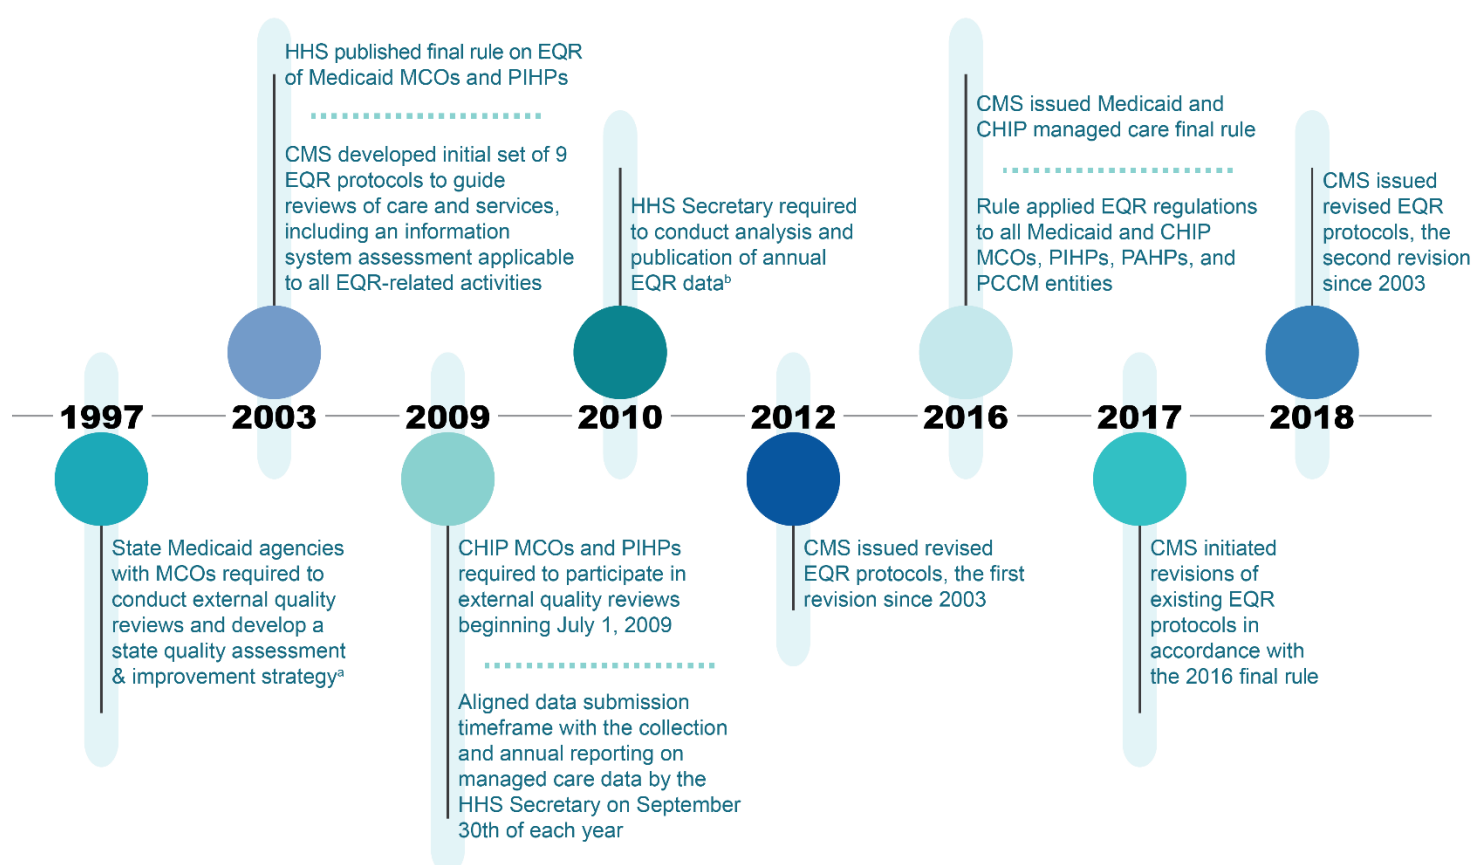 HHS published final rule on EQR
of Medicaid MCOs and PIHPs
CMS developed initial set of 9
EQR protocols to guide
reviews of care and services,
including an information
system assessment applicable
to all EQR-related activities
HHS Secretary required
to conduct analysis and
publication of annual
EQR dataᵇ
CMS issued Medicaid and
CHIP managed care final rule
Rule applied EQR regulations
to all Medicaid and CHIP
MCOs, PIHPs, PAHPs, and
PCCM entities
CMS issued
revised EQR
protocols, the
second revision
since 2003
1997 2003 2009 2010 2012 2016 2017 2018
State Medicaid agencies
with MCOs required to
conduct external quality
reviews and develop a
state quality assessment
& improvement strategyᵃ
CHIP MCOs and PIHPs
required to participate in
external quality reviews
beginning July 1, 2009
Aligned data submission
timeframe with the collection
and annual reporting on
managed care data by the
HHS Secretary on September
30th of each year
CMS issued revised
EQR protocols, the first
revision since 2003
CMS initiated
revisions of
existing EQR
protocols in
accordance with
the 2016 final rule